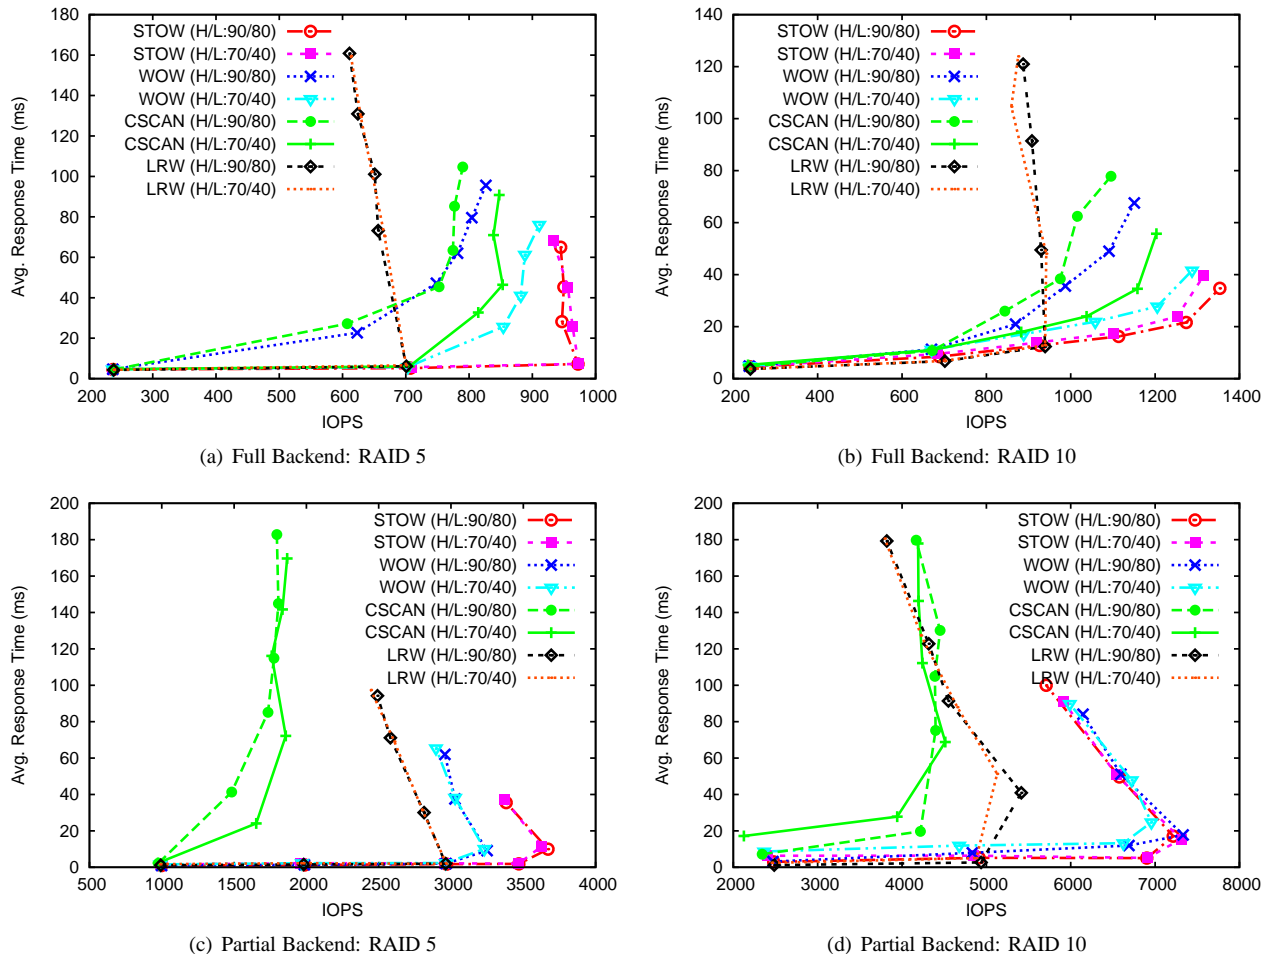 180
160
140
120
100
80
60
40
20
0
200 300 400 500 600 700 800 900 1000
Avg. Response Time (ms)
IOPS
STOW (H/L:90/80)
STOW (H/L:70/40)
WOW (H/L:90/80)
WOW (H/L:70/40)
CSCAN (H/L:90/80)
CSCAN (H/L:70/40)
LRW (H/L:90/80)
LRW (H/L:70/40)
(a) Full Backend: RAID 5
140
120
100
80
60
40
20
0
200 400 600 800 1000 1200 1400
Avg. Response Time (ms)
IOPS
STOW (H/L:90/80)
STOW (H/L:70/40)
WOW (H/L:90/80)
WOW (H/L:70/40)
CSCAN (H/L:90/80)
CSCAN (H/L:70/40)
LRW (H/L:90/80)
LRW (H/L:70/40)
(b) Full Backend: RAID 10
200
180
160
140
120
100
80
60
40
20
0
500 1000 1500 2000 2500 3000 3500 4000
Avg. Response Time (ms)
IOPS
STOW (H/L:90/80)
STOW (H/L:70/40)
WOW (H/L:90/80)
WOW (H/L:70/40)
CSCAN (H/L:90/80)
CSCAN (H/L:70/40)
LRW (H/L:90/80)
LRW (H/L:70/40)
(c) Partial Backend: RAID 5
200
180
160
140
120
100
80
60
40
20
0
2000 3000 4000 5000 6000 7000 8000
Avg. Response Time (ms)
IOPS
STOW (H/L:90/80)
STOW (H/L:70/40)
WOW (H/L:90/80)
WOW (H/L:70/40)
CSCAN (H/L:90/80)
CSCAN (H/L:70/40)
LRW (H/L:90/80)
LRW (H/L:70/40)
(d) Partial Backend: RAID 10